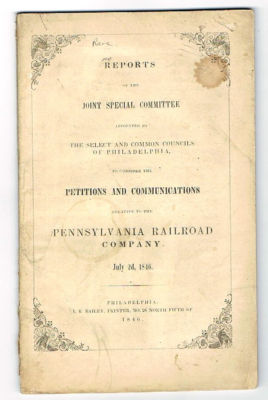 Rare
REPORTS
OF THE
JOINT SPECIAL COMMITTEE
APPOINTED BY
THE SELECT AND COMMON COUNCILS
OF PHILADELPHIA,
TO CONSIDER THE
PETITIONS AND COMMUNICATIONS
RELATIVE TO THE
PENNSYLVANIA RAILROAD
COMPANY.
July 2d, 1846.
PHILADELPHIA:
BAILEY, PRINTER, NO. 26 NORTH FIFTH ST
1846.